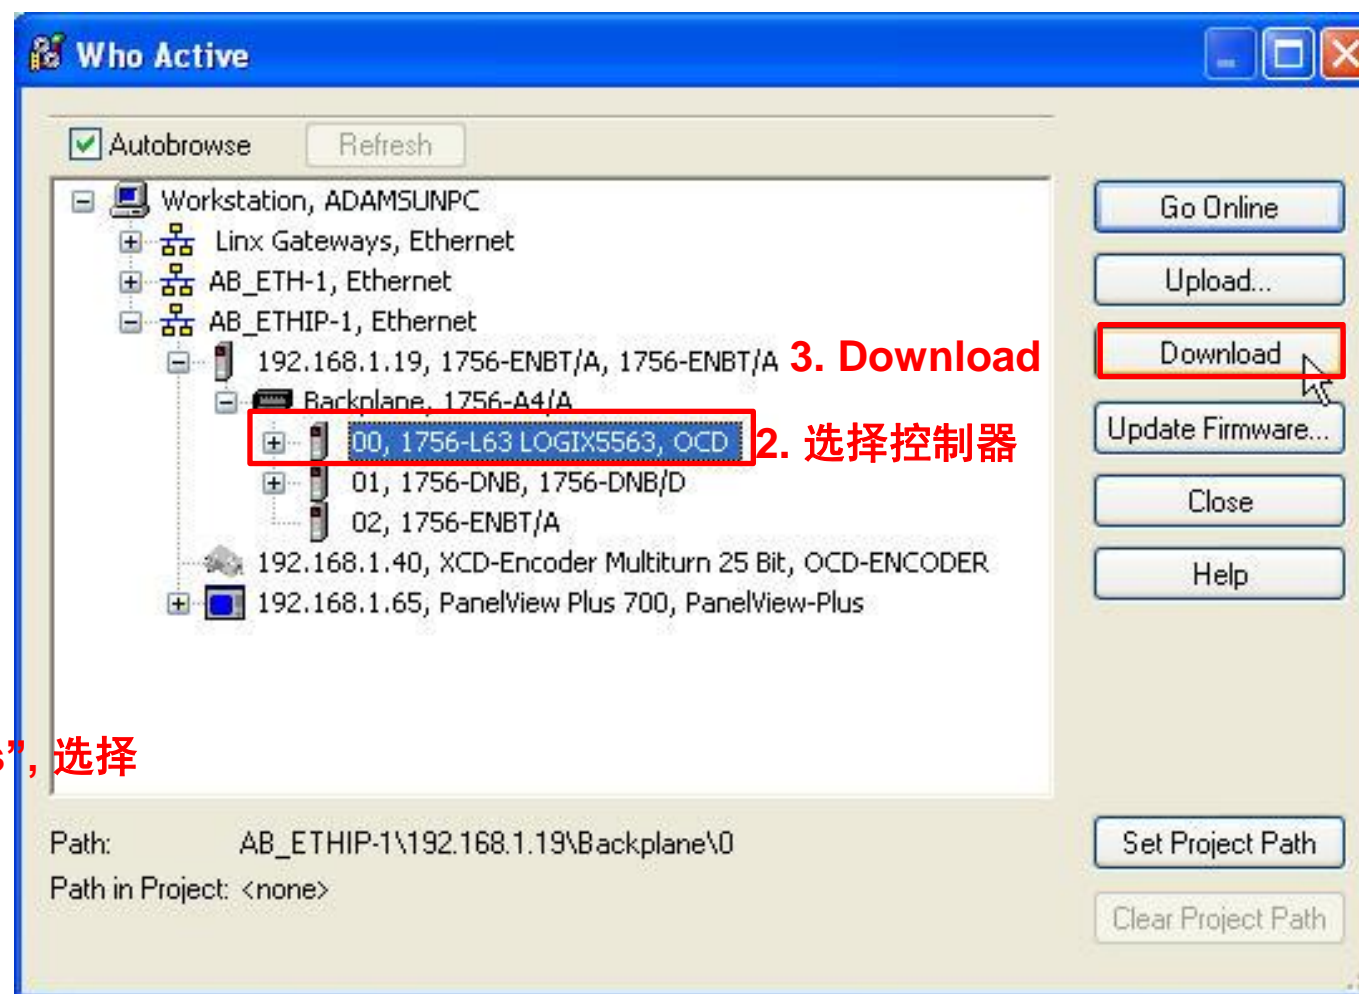 Who Active
Autobrowse
Refresh
Workstation, ADAMSUNPC
Go Online
Linx Gateways, Ethernet
AB_ETH-1, Ethernet
Upload...
AB_ETHIP-1, Ethernet
192.168.1.19, 1756-ENBT/A, 1756-ENBT/A
3. Download
Download
Backplane, 1756-A4/A
00, 1756-L63 LOGIX5563, OCD
2. 选择控制器
Update Firmware...
01, 1756-DNB, 1756-DNB/D
Close
02, 1756-ENBT/A
192.168.1.40, XCD-Encoder Multiturn 25 Bit, OCD-ENCODER
Help
192.168.1.65, PanelView Plus 700, PanelView-Plus
s”, 选择
Path: AB_ETHIP-1\192.168.1.19\Backplane\0
Set Project Path
Path in Project: <none>
Clear Project Path